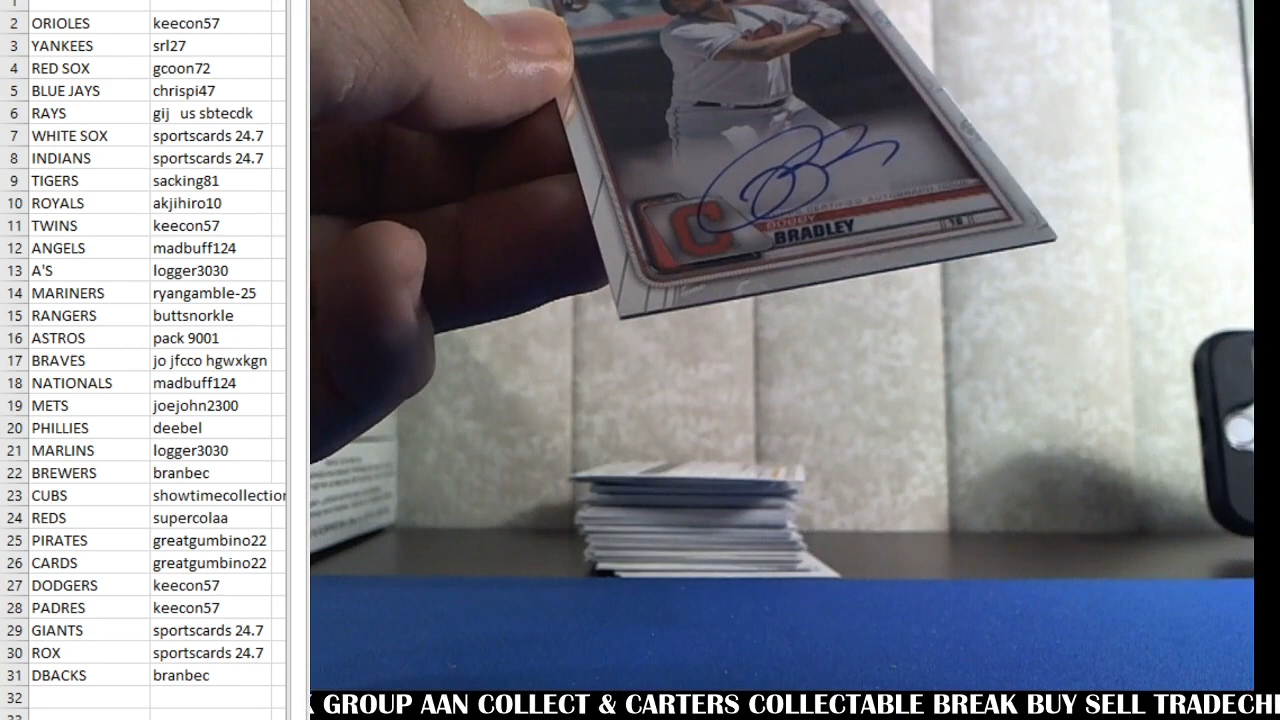 1
2 ORIOLES keecon57
3 YANKEES srl27
4 RED SOX gcoon72
5 BLUE JAYS chrispi47
6 RAYS gij us sbtecdk
7 WHITE SOX sportscards 24.7
8 INDIANS sportscards 24.7
9 TIGERS sacking81
10 ROYALS akjihiro10
11 TWINS keecon57
12 ANGELS madbuff124
13 A'S logger3030
14 MARINERS ryangamble-25
15 RANGERS buttsnorkle
16 ASTROS pack 9001
17 BRAVES jo jfcco hgwxkgn
18 NATIONALS madbuff124
19 METS joejohn2300
20 PHILLIES deebel
21 MARLINS logger3030
22 BREWERS branbec
23 CUBS showtimecollection
24 REDS supercolaa
25 PIRATES greatgumbino22
26 CARDS greatgumbino22
27 DODGERS keecon57
28 PADRES keecon57
29 GIANTS sportscards 24.7
30 ROX sportscards 24.7
31 DBACKS branbec
32
33
CERTIFIED AUTOGRAPH ISSUE
C
BOBBY
BRADLEY
K GROUP AAN COLLECT & CARTERS COLLECTABLE BREAK BUY SELL TRADECH